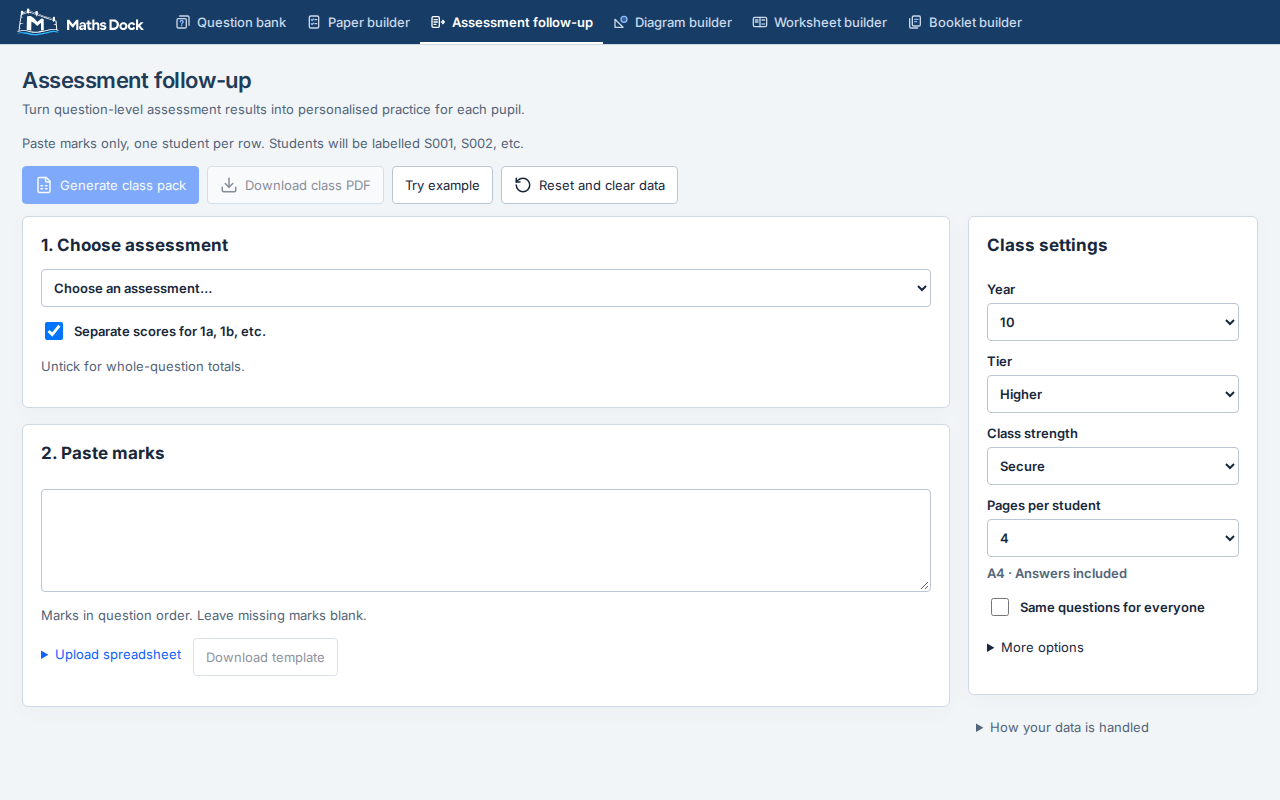 Maths Dock
Question bank
Paper builder
Assessment follow-up
Diagram builder
Worksheet builder
Booklet builder
Assessment follow-up
Turn question-level assessment results into personalised practice for each pupil.
Paste marks only, one student per row. Students will be labelled S001, S002, etc.
Generate class pack
Download class PDF
Try example
Reset and clear data
1. Choose assessment
Choose an assessment...
Separate scores for 1a, 1b, etc.
Untick for whole-question totals.
2. Paste marks
Marks in question order. Leave missing marks blank.
Upload spreadsheet
Download template
Class settings
Year
10
Tier
Higher
Class strength
Secure
Pages per student
4
A4 · Answers included
Same questions for everyone
More options
How your data is handled